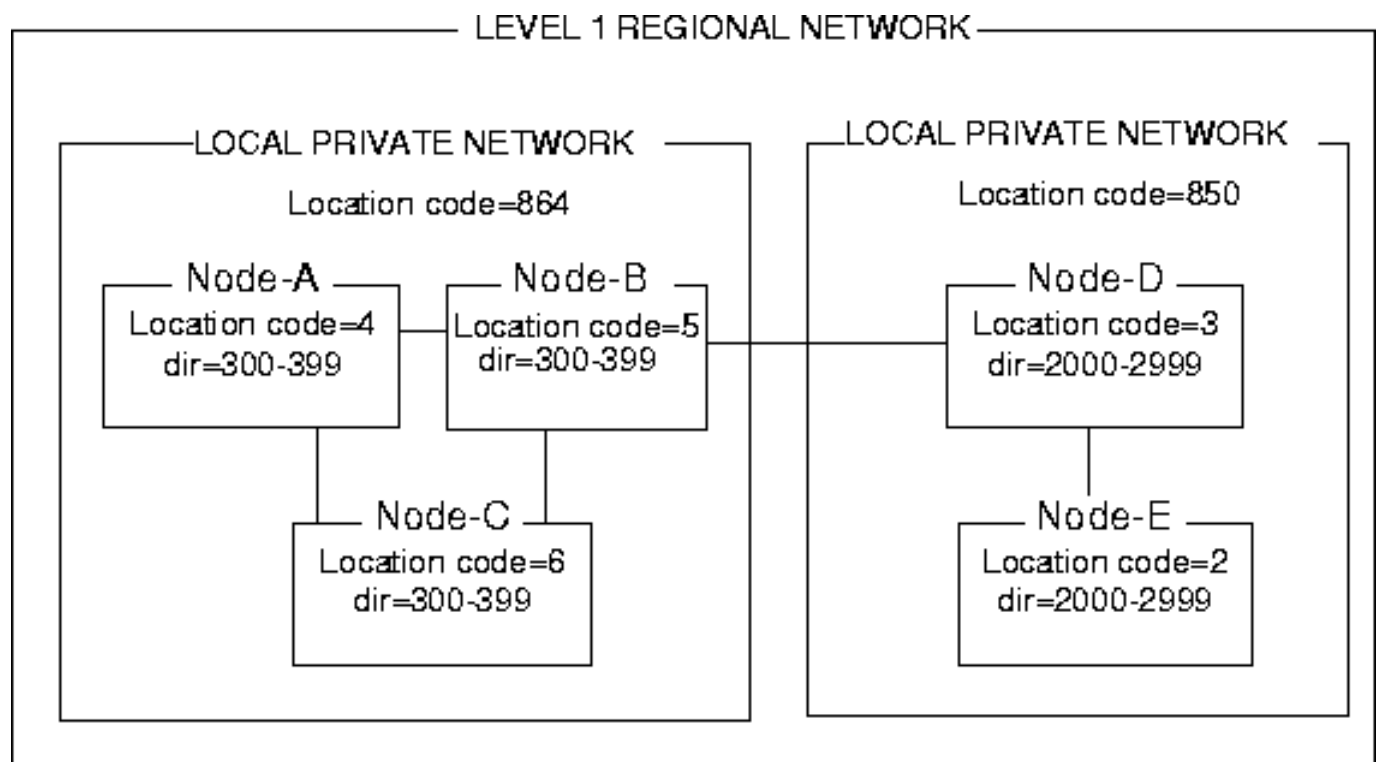 LEVEL 1 REGIONAL NETWORK
LOCAL PRIVATE NETWORK
Location code=864
Node-A
Location code=4
dir=300-399
Node-B
Location code=5
dir=300-399
Node-C
Location code=6
dir=300-399
LOCAL PRIVATE NETWORK
Location code=850
Node-D
Location code=3
dir=2000-2999
Node-E
Location code=2
dir=2000-2999